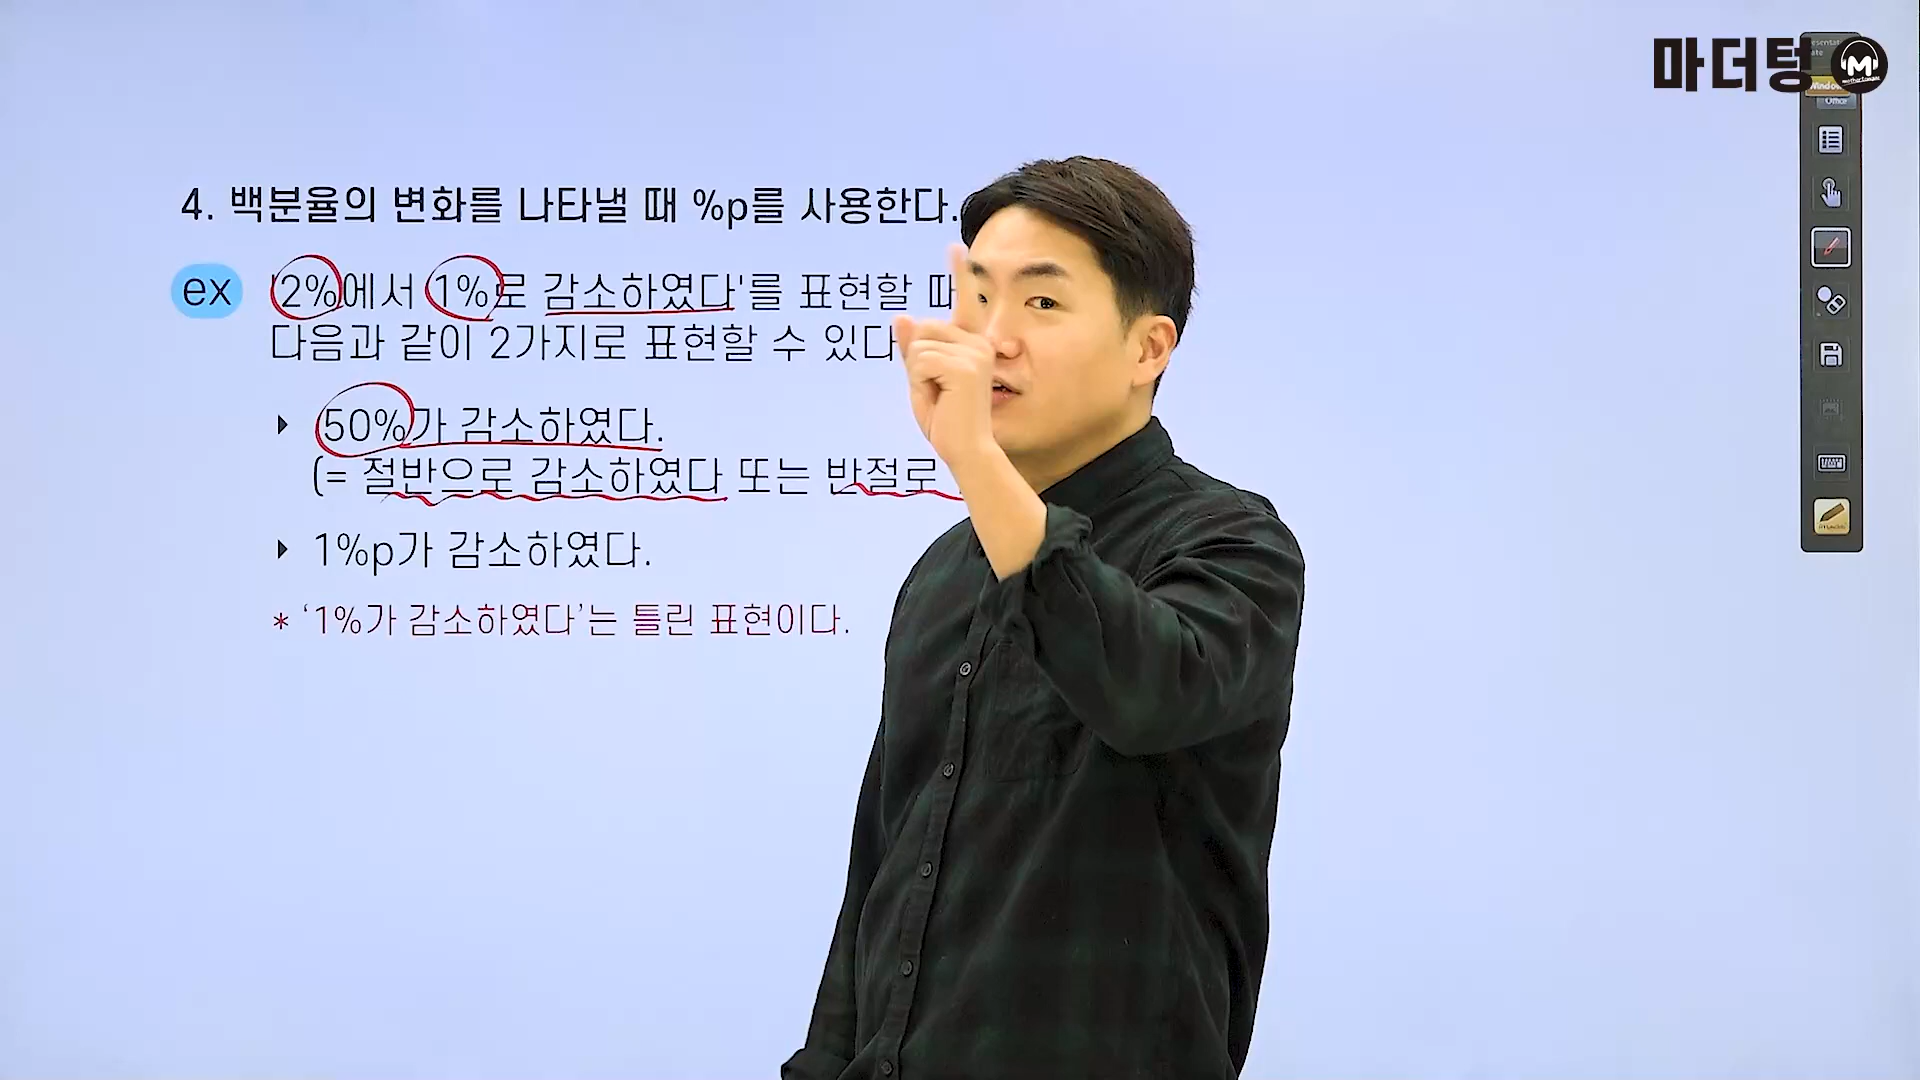 마더텅
M
Windows
Office
4. 백분율의 변화를 나타낼 때 %p를 사용한다.
ex '2%에서 1%로 감소하였다'를 표현할
다음과 같이 2가지로 표현할 수 있다
▶ 50%가 감소하였다.
(= 절반으로 감소하였다 또는 반절로
▶ 1%p가 감소하였다.
* ‘1%가 감소하였다’는 틀린 표현이다.